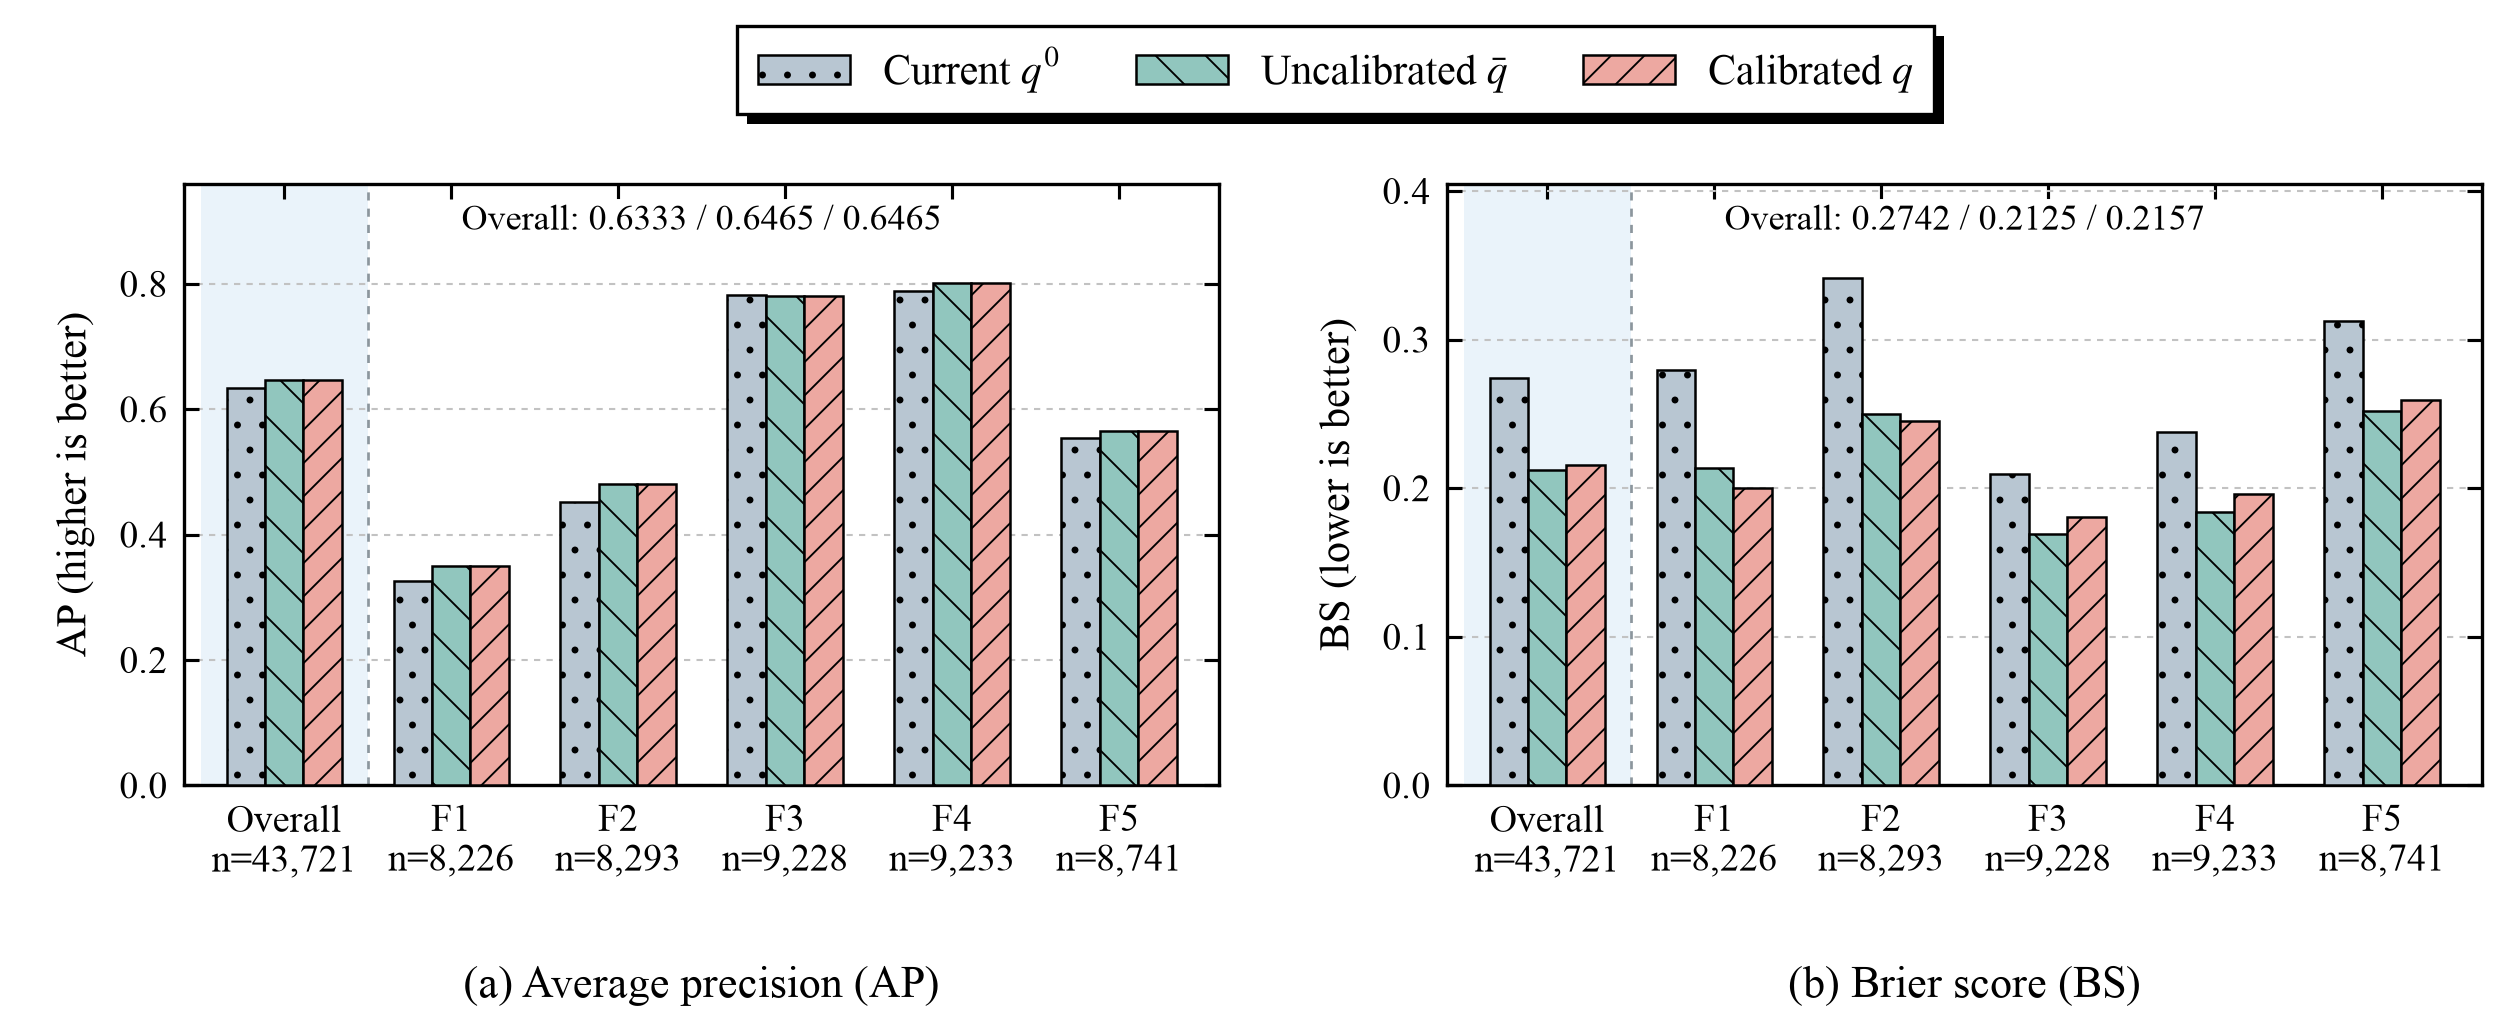 Current q⁰ Uncalibrated q̄ Calibrated q
AP (higher is better)
0.8
0.6
0.4
0.2
0.0
Overall: 0.6333 / 0.6465 / 0.6465
Overall F1 F2 F3 F4 F5
n=43,721 n=8,226 n=8,293 n=9,228 n=9,233 n=8,741
(a) Average precision (AP)
BS (lower is better)
0.4
0.3
0.2
0.1
0.0
Overall: 0.2742 / 0.2125 / 0.2157
Overall F1 F2 F3 F4 F5
n=43,721 n=8,226 n=8,293 n=9,228 n=9,233 n=8,741
(b) Brier score (BS)